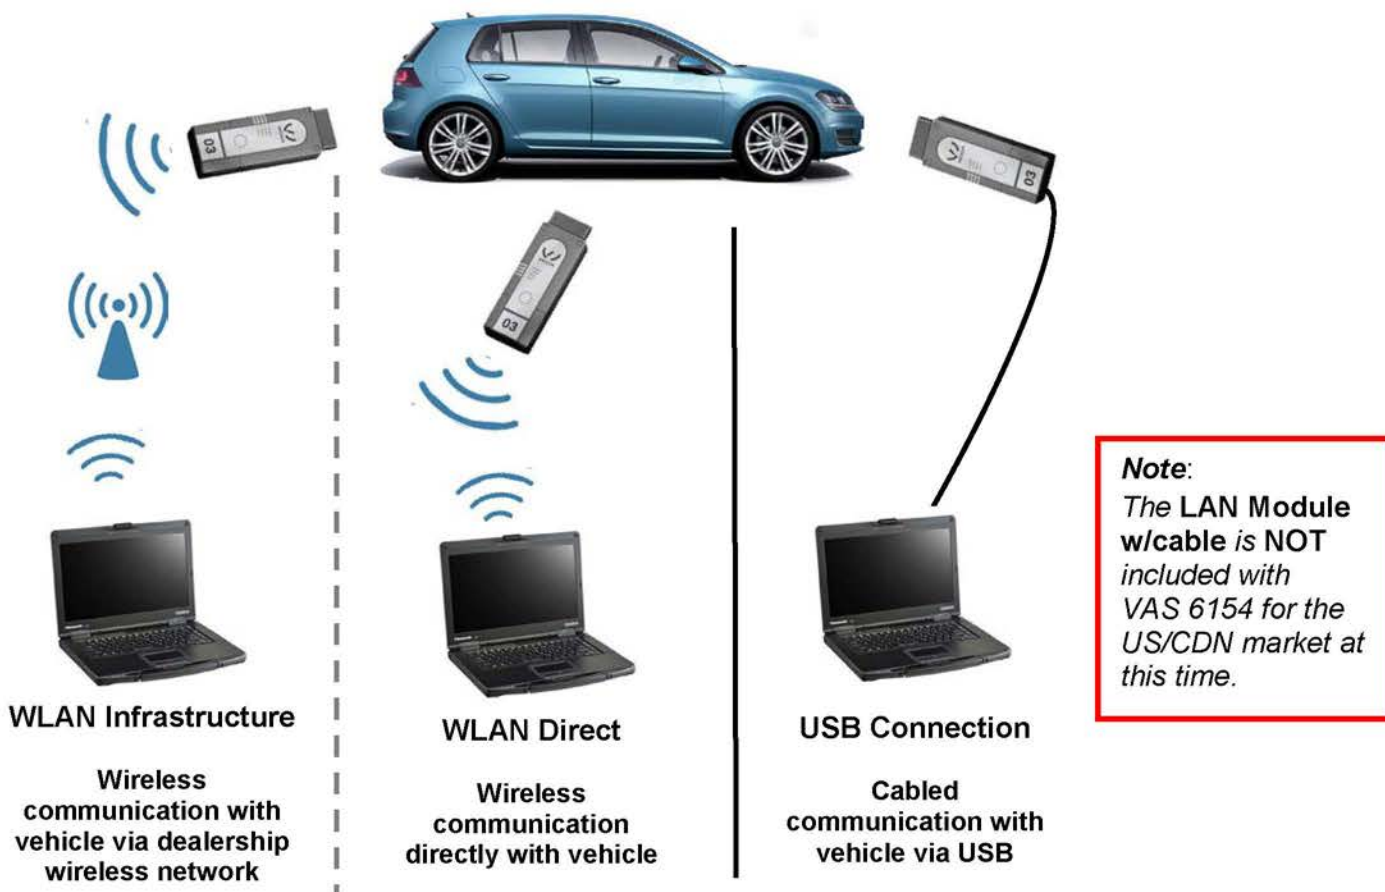 03
03
03
WLAN Infrastructure
Wireless
communication with
vehicle via dealership
wireless network
WLAN Direct
Wireless
communication
directly with vehicle
USB Connection
Cabled
communication with
vehicle via USB
Note:
The LAN Module
w/cable is NOT
included with
VAS 6154 for the
US/CDN market at
this time.